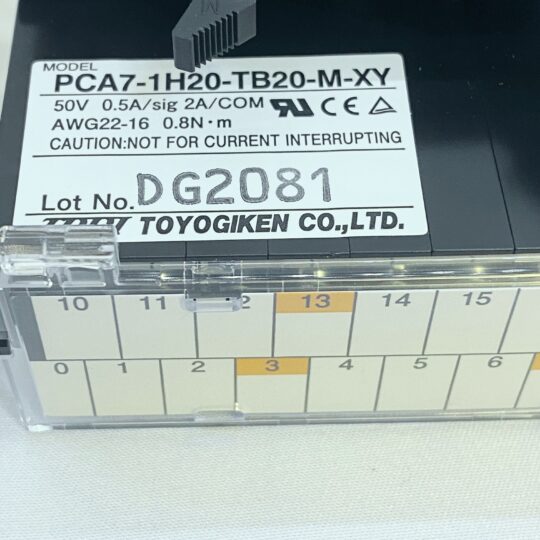 MODEL
PCA7-1H20-TB20-M-XY
50V 0.5A/sig 2A/COM
AWG22-16 0.8N·m
CAUTION:NOT FOR CURRENT INTERRUPTING
Lot No. DG2081
TOYOGIKEN CO.,LTD.
10 11 13 14 15
0 1 2 3 4 5 6